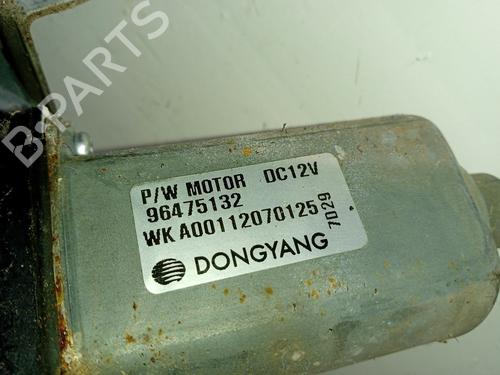 P/W MOTOR DC12V
96475132
WK A00112070125
7029
DONGYANG
B-PARTS